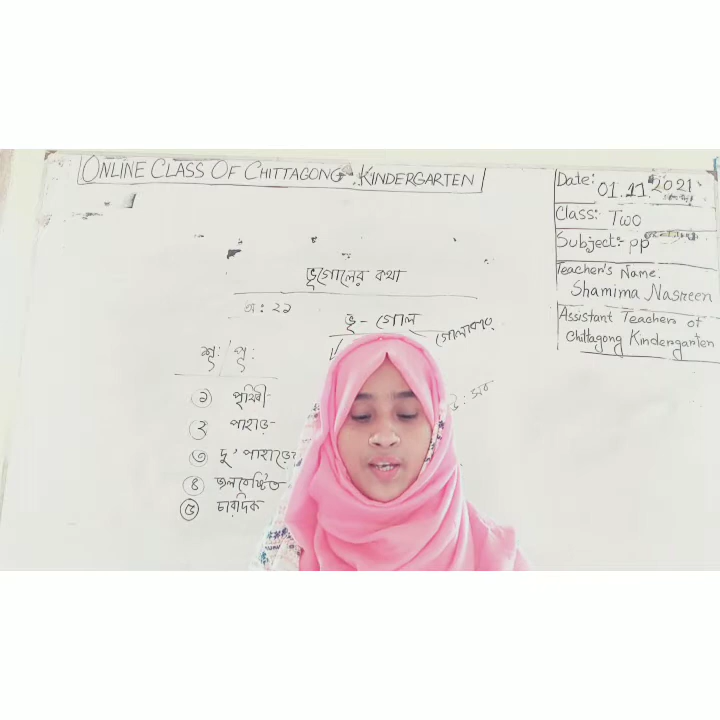 ONLINE CLASS OF CHITTAGONG KINDERGARTEN
Date: 01.11.2021
Class: Two
Subject:- pp
Teacher's Name:
Shamima Nasreen
Assistant Teacher of
Chittagong Kindergarten
ভূগোলের কথা
অ: ২১
ভূ - গোল
গোলাকার
শূ: / পূ:
১ পৃথিবী
২ পাহাড়
৩ দু' পাহাড়ের
৪ জলবেষ্টিত
৫ চারদিক